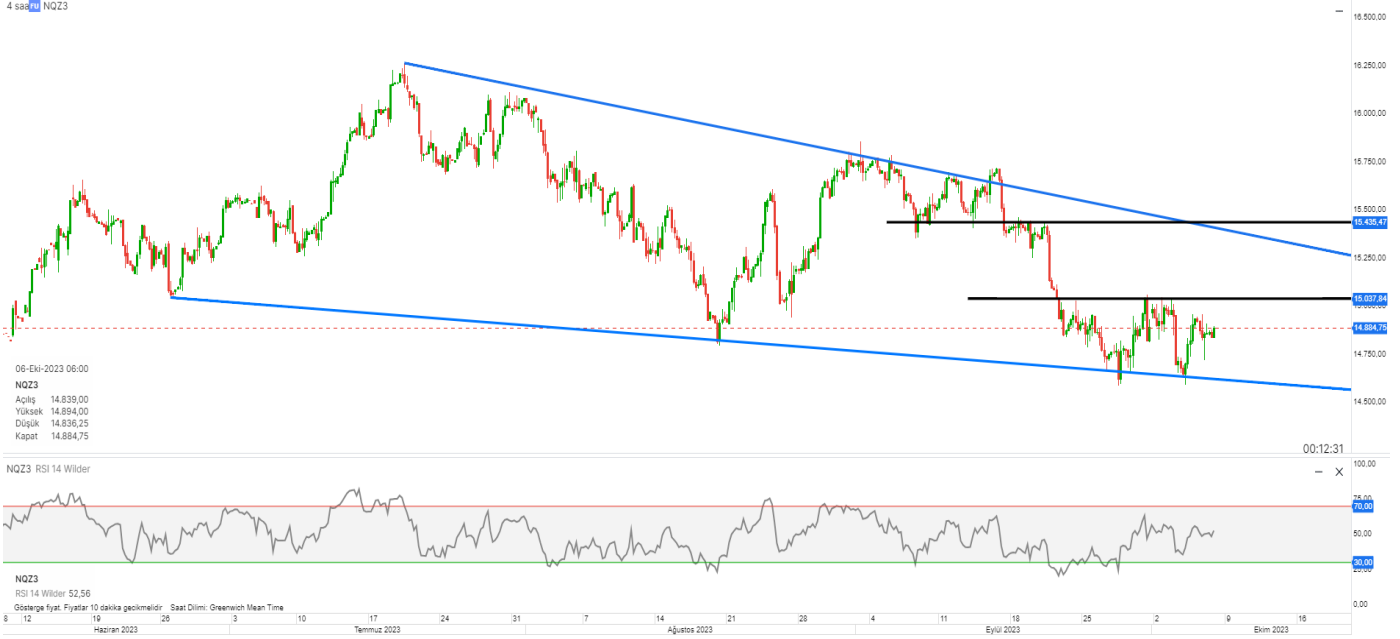 4 saa FU NQZ3
16.500,00
16.250,00
16.000,00
15.750,00
15.500,00
15.435,47
15.250,00
15.037,84
14.884,75
14.750,00
14.500,00
06-Eki-2023 06:00
NQZ3
Açılış 14.839,00
Yüksek 14.894,00
Düşük 14.836,25
Kapat 14.884,75
00:12:31
NQZ3 RSI 14 Wilder
100,00
75,00
70,00
50,00
30,00
0,00
NQZ3
RSI 14 Wilder 52,56
Gösterge fiyat. Fiyatlar 10 dakika gecikmelidir Saat Dilimi: Greenwich Mean Time
8 12 19 26 3 10 17 24 31 7 14 21 28 4 11 18 25 2 9 16
Haziran 2023 Temmuz 2023 Ağustos 2023 Eylül 2023 Ekim 2023